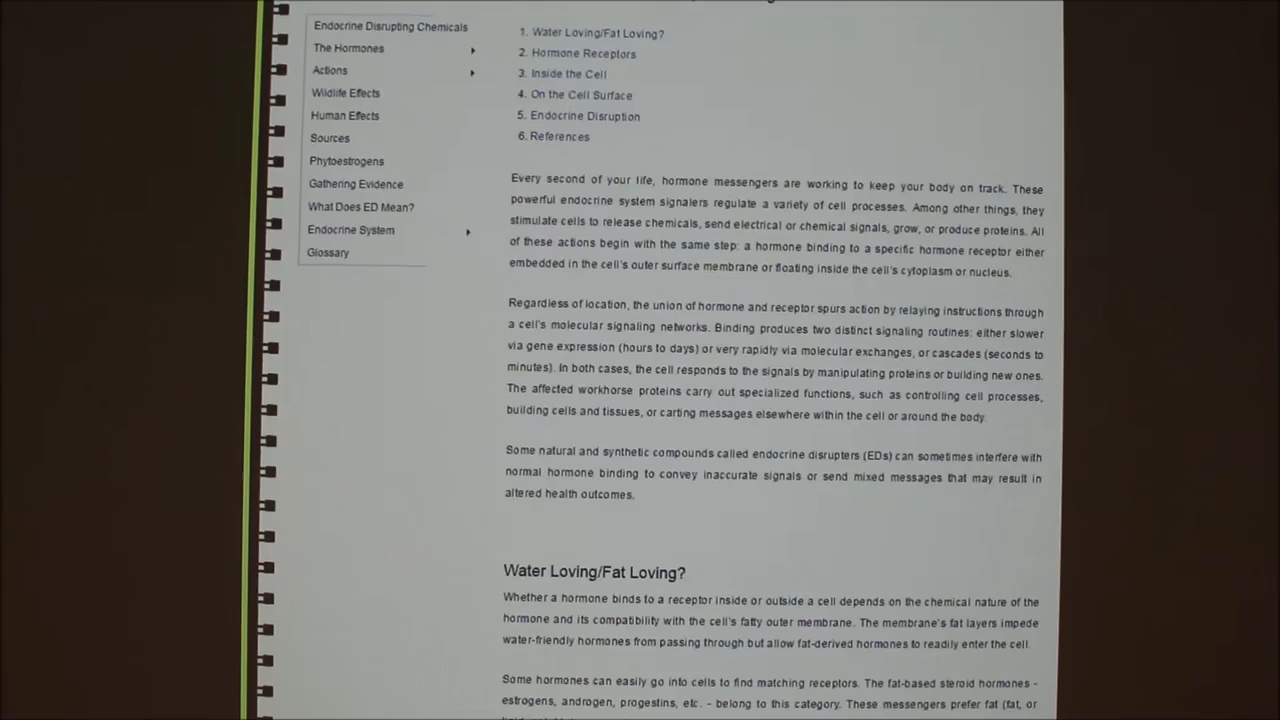 Endocrine Disrupting Chemicals
The Hormones
Actions
Wildlife Effects
Human Effects
Sources
Phytoestrogens
Gathering Evidence
What Does ED Mean?
Endocrine System
Glossary
1. Water Loving/Fat Loving?
2. Hormone Receptors
3. Inside the Cell
4. On the Cell Surface
5. Endocrine Disruption
6. References
Every second of your life, hormone messengers are working to keep your body on track. These
powerful endocrine system signalers regulate a variety of cell processes. Among other things, they
stimulate cells to release chemicals, send electrical or chemical signals, grow, or produce proteins. All
of these actions begin with the same step: a hormone binding to a specific hormone receptor either
embedded in the cell's outer surface membrane or floating inside the cell's cytoplasm or nucleus.
Regardless of location, the union of hormone and receptor spurs action by relaying instructions through
a cell's molecular signaling networks. Binding produces two distinct signaling routines: either slower
via gene expression (hours to days) or very rapidly via molecular exchanges, or cascades (seconds to
minutes). In both cases, the cell responds to the signals by manipulating proteins or building new ones.
The affected workhorse proteins carry out specialized functions, such as controlling cell processes,
building cells and tissues, or carting messages elsewhere within the cell or around the body.
Some natural and synthetic compounds called endocrine disrupters (EDs) can sometimes interfere with
normal hormone binding to convey inaccurate signals or send mixed messages that may result in
altered health outcomes.
Water Loving/Fat Loving?
Whether a hormone binds to a receptor inside or outside a cell depends on the chemical nature of the
hormone and its compatibility with the cell's fatty outer membrane. The membrane's fat layers impede
water-friendly hormones from passing through but allow fat-derived hormones to readily enter the cell.
Some hormones can easily go into cells to find matching receptors. The fat-based steroid hormones -
estrogens, androgen, progestins, etc. - belong to this category. These messengers prefer fat (fat, or